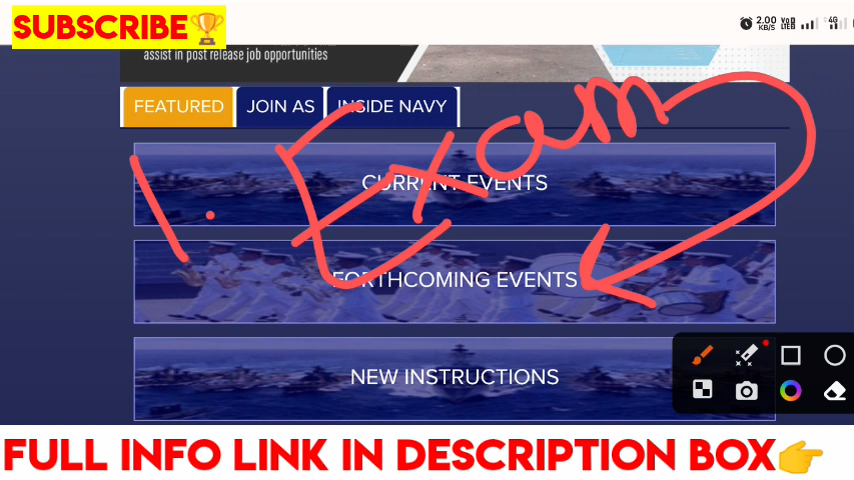 SUBSCRIBE🏆
2.00 KB/S 4G
assist in post release job opportunities
FEATURED JOIN AS INSIDE NAVY
1. Exam
CURRENT EVENTS
FORTHCOMING EVENTS
NEW INSTRUCTIONS
FULL INFO LINK IN DESCRIPTION BOX👉